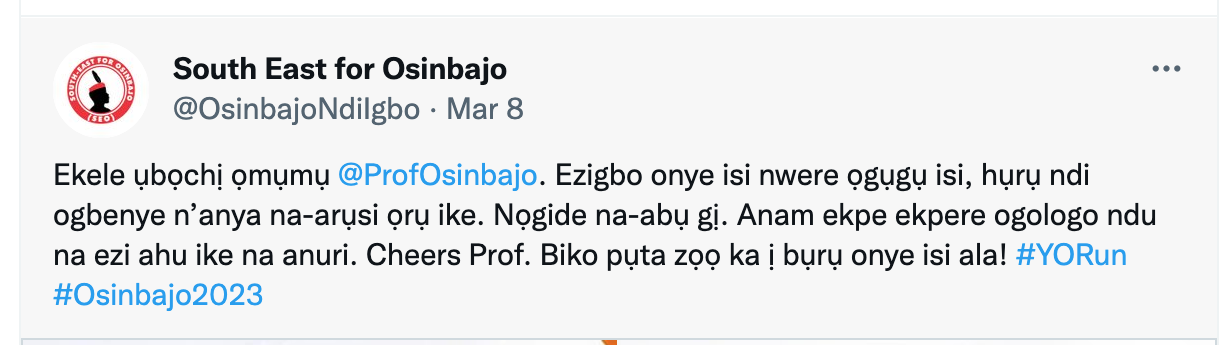 SOUTH-EAST FOR OSINBAJO
(SEO)
South East for Osinbajo
@OsinbajoNdiIgbo · Mar 8
Ekele ụbọchị ọmụmụ @ProfOsinbajo. Ezigbo onye isi nwere ọgụgụ isi, hụrụ ndi
ogbenye n’anya na-arụsi ọrụ ike. Nọgide na-abụ gị. Anam ekpe ekpere ogologo ndu
na ezi ahu ike na anuri. Cheers Prof. Biko pụta zọọ ka ị bụrụ onye isi ala! #YORun
#Osinbajo2023